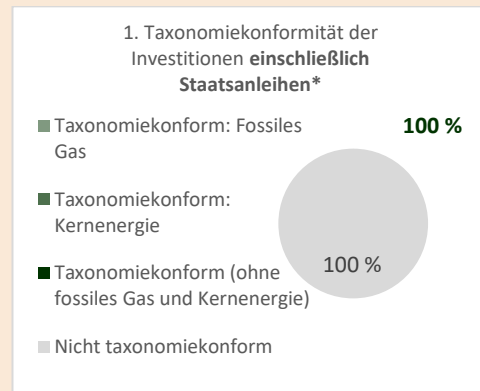 1. Taxonomiekonformität der
Investitionen einschließlich
Staatsanleihen*
Taxonomiekonform: Fossiles
Gas
Taxonomiekonform:
Kernenergie
Taxonomiekonform (ohne
fossiles Gas und Kernenergie)
Nicht taxonomiekonform
100 %
100 %